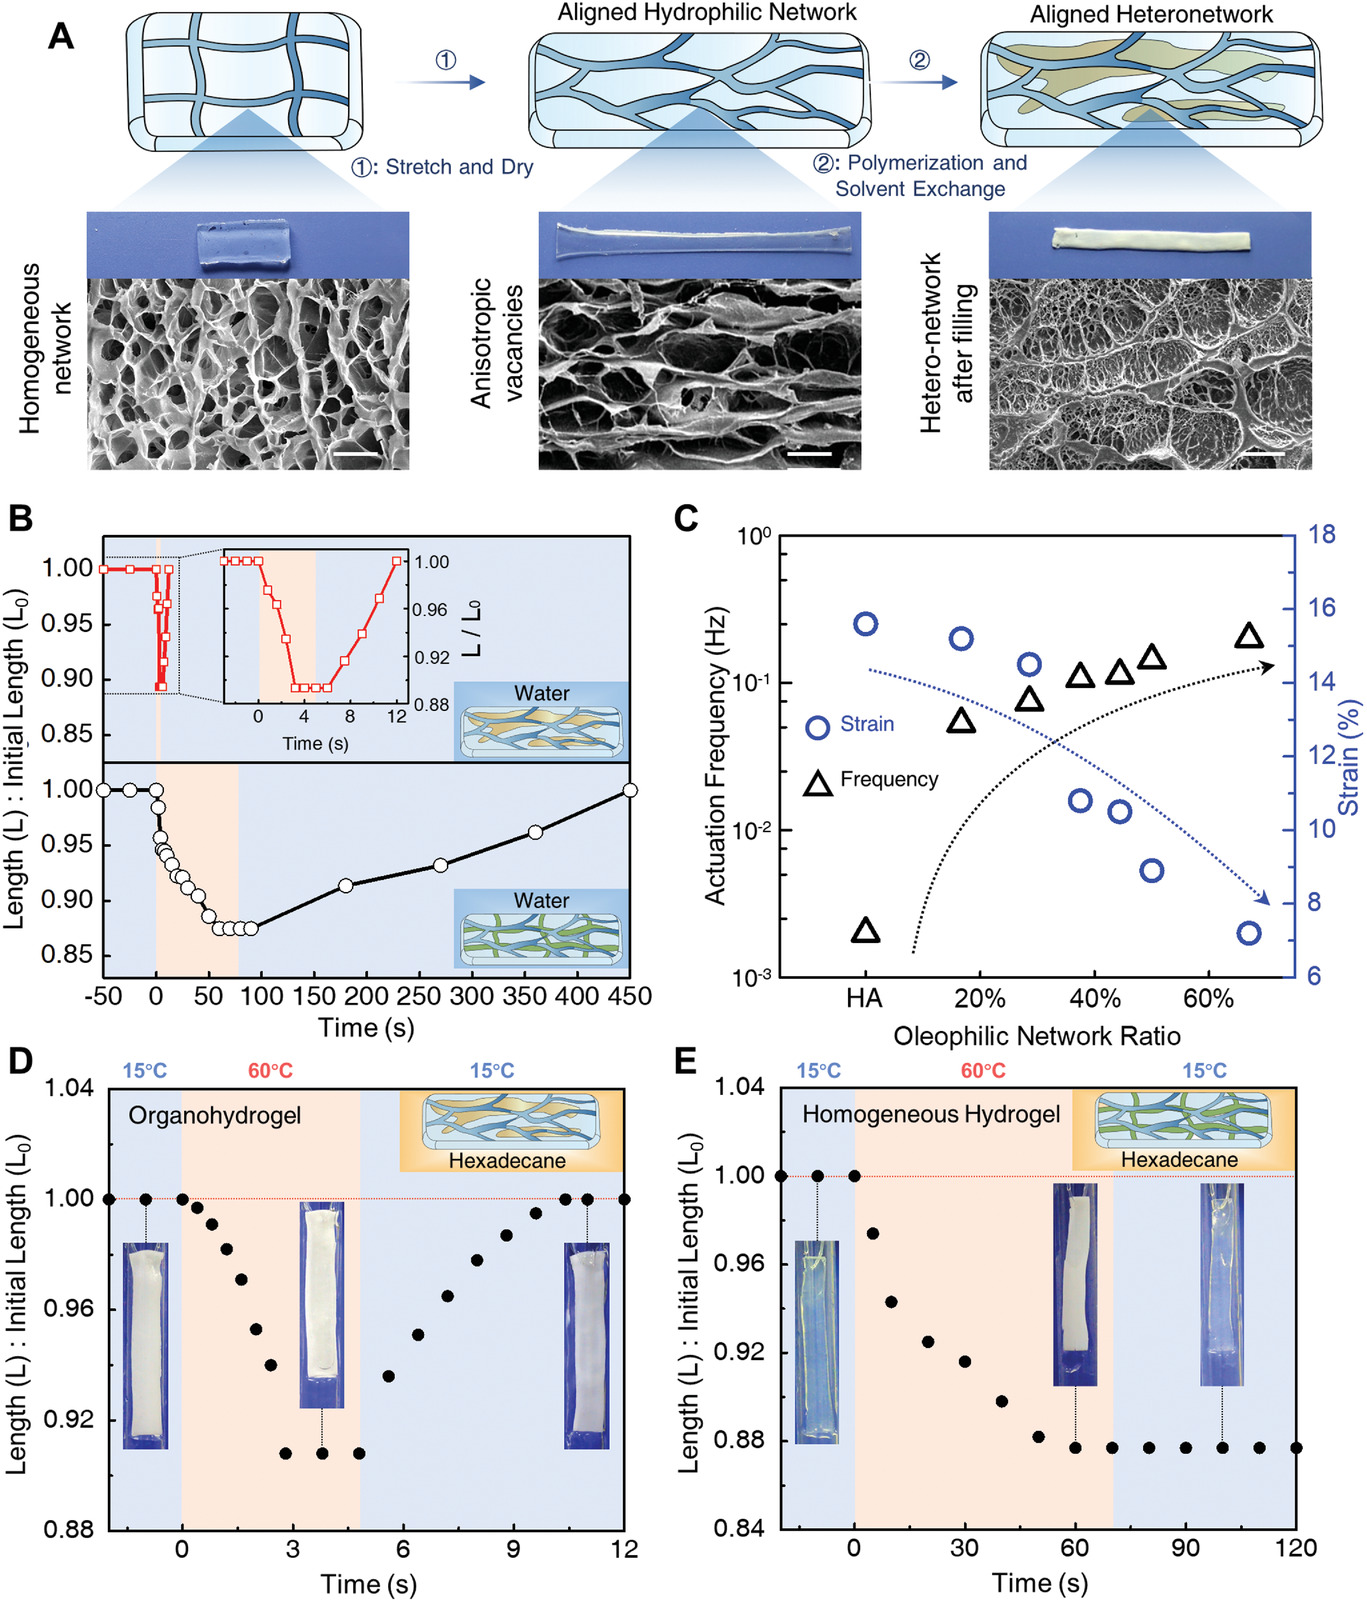 A
Aligned Hydrophilic Network
Aligned Heteronetwork
①
②
①: Stretch and Dry
②: Polymerization and
Solvent Exchange
Homogeneous
network
Anisotropic
vacancies
Hetero-network
after filling
B
Length (L) : Initial Length (L0)
1.00
0.95
0.90
0.85
1.00
0.96
0.92
0.88
L / L0
0
4
8
12
Time (s)
Water
1.00
0.95
0.90
0.85
Water
-50
0
50
100
150
200
250
300
350
400
450
Time (s)
C
Actuation Frequency (Hz)
10^0
10^-1
10^-2
10^-3
Strain
Frequency
18
16
14
12
10
8
6
Strain (%)
HA
20%
40%
60%
Oleophilic Network Ratio
D
15°C
60°C
15°C
Length (L) : Initial Length (L0)
1.04
1.00
0.96
0.92
0.88
Organohydrogel
Hexadecane
0
3
6
9
12
Time (s)
E
15°C
60°C
15°C
Length (L) : Initial Length (L0)
1.04
1.00
0.96
0.92
0.88
0.84
Homogeneous Hydrogel
Hexadecane
0
30
60
90
120
Time (s)